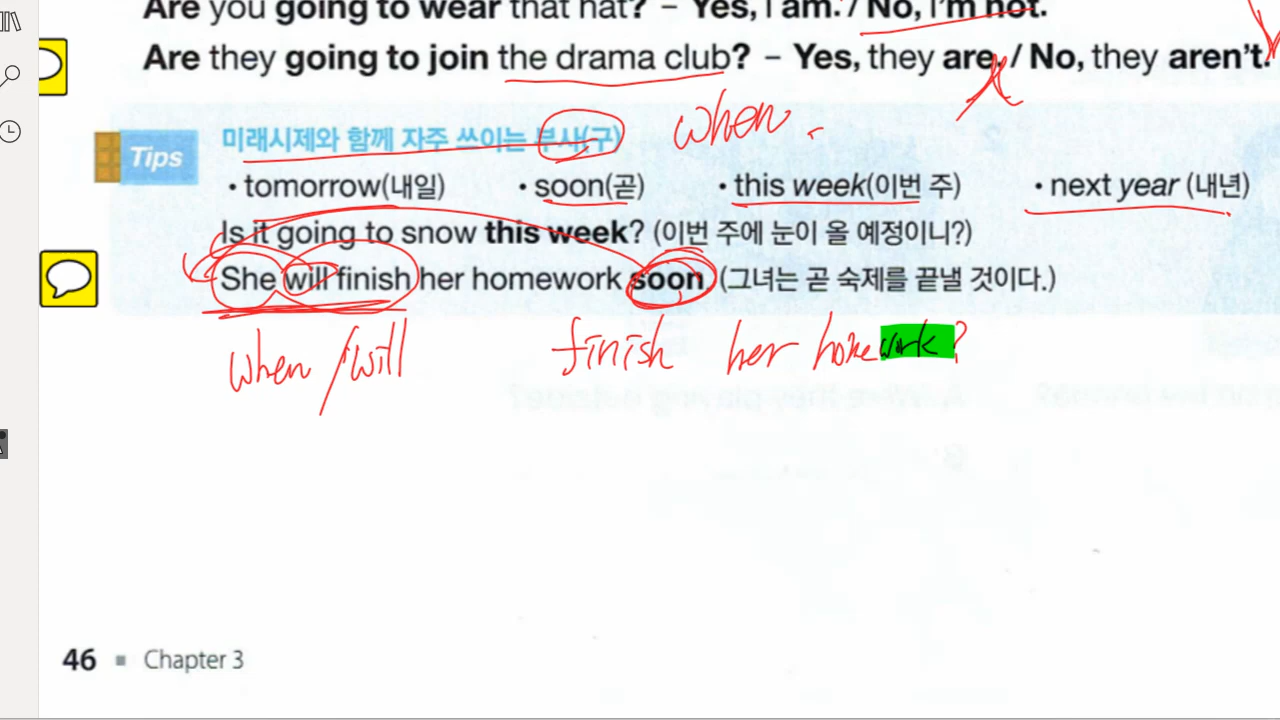 Are you going to wear that hat? – Yes, I am. / No, I'm not.
Are they going to join the drama club? – Yes, they are. / No, they aren't.
Tips
미래시제와 함께 자주 쓰이는 부사(구)
when
• tomorrow(내일) • soon(곧) • this week(이번 주) • next year (내년)
Is it going to snow this week? (이번 주에 눈이 올 예정이니?)
She will finish her homework soon. (그녀는 곧 숙제를 끝낼 것이다.)
when / will finish her homework?
46 ■ Chapter 3